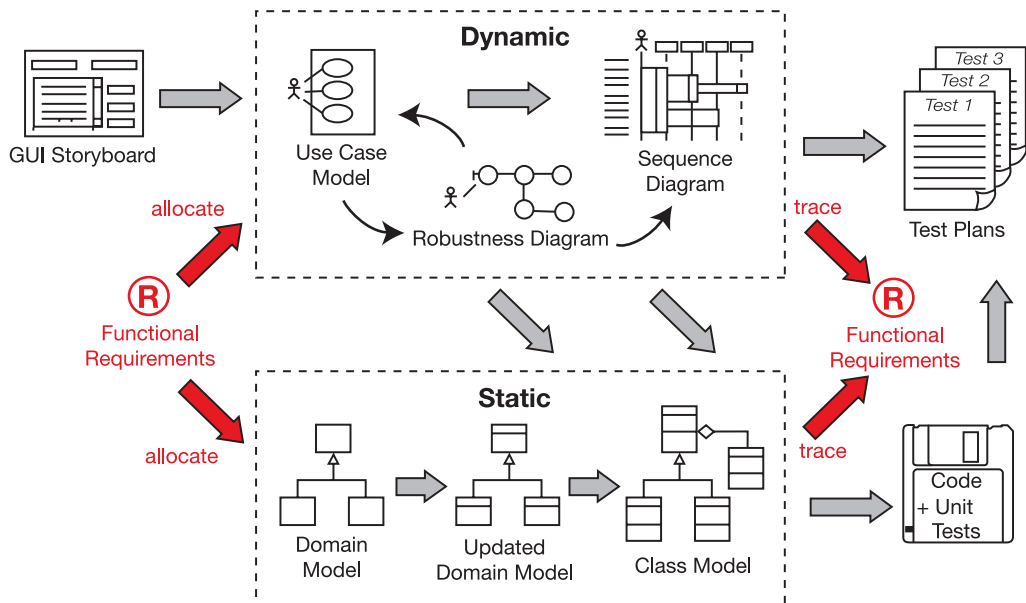 Dynamic
GUI Storyboard
Use Case
Model
Robustness Diagram
Sequence
Diagram
Test 3
Test 2
Test 1
Test Plans
allocate
trace
R
Functional
Requirements
R
Functional
Requirements
allocate
trace
Static
Domain
Model
Updated
Domain Model
Class Model
Code
+ Unit
Tests